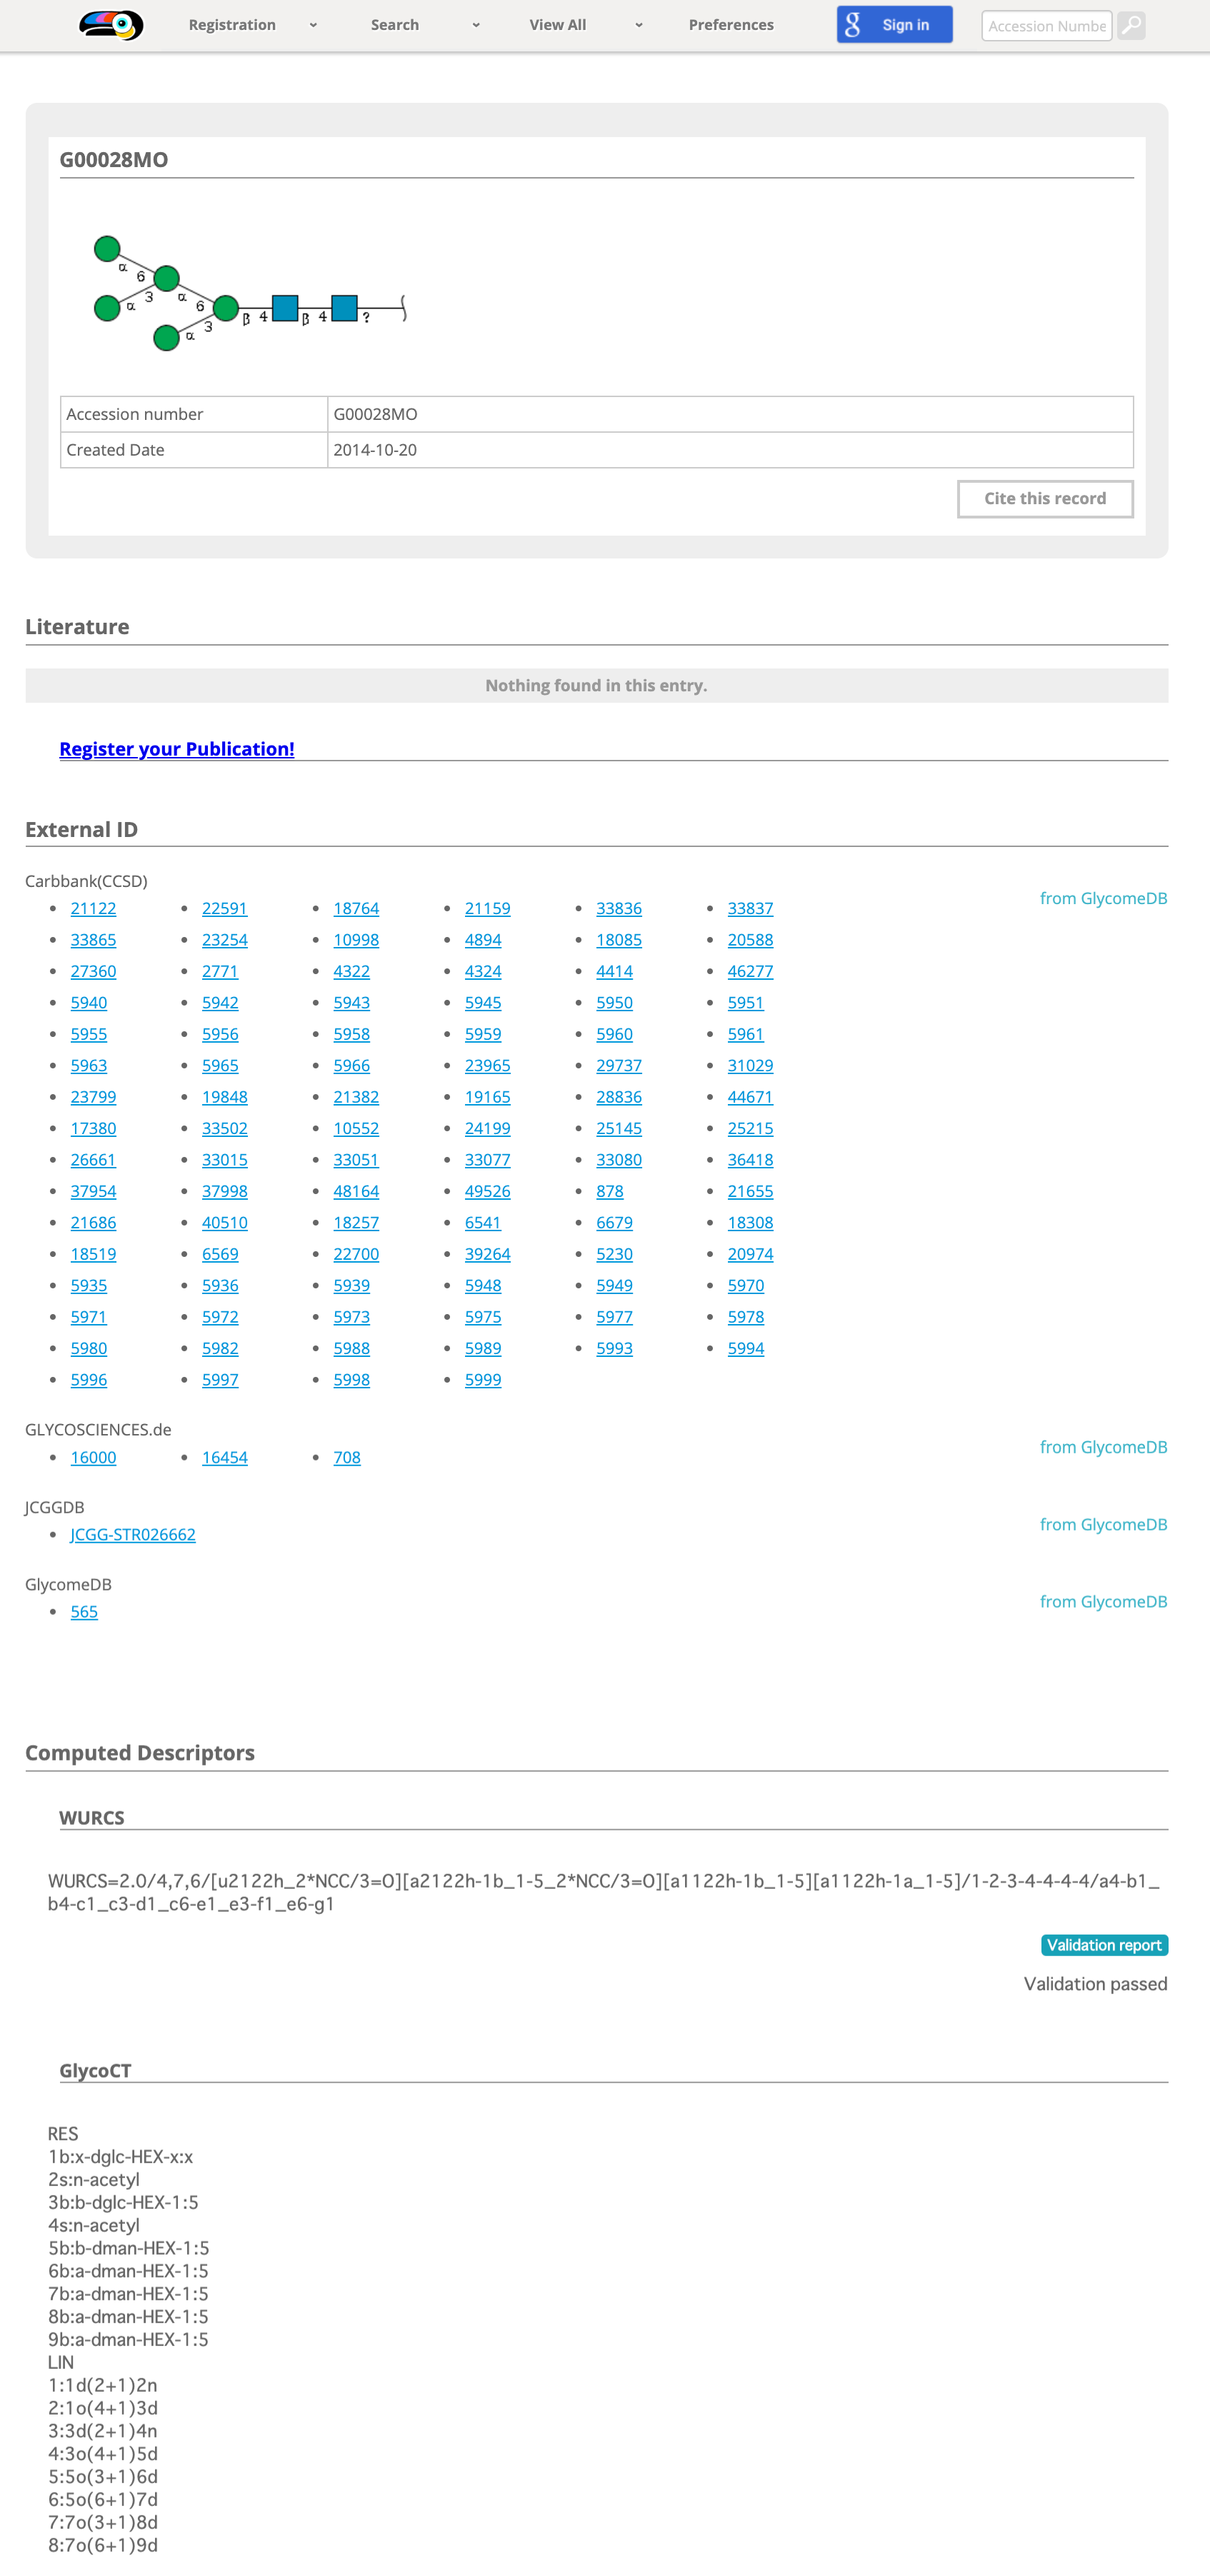 Registration
Search
View All
Preferences
g Sign in
Accession Numbe
G00028MO
α
6
3
α
α
6
3
α
β 4
β 4
?
Accession number G00028MO
Created Date 2014-10-20
Cite this record
Literature
Nothing found in this entry.
Register your Publication!
External ID
Carbbank(CCSD)
from GlycomeDB
21122 22591 18764 21159 33836 33837
33865 23254 10998 4894 18085 20588
27360 2771 4322 4324 4414 46277
5940 5942 5943 5945 5950 5951
5955 5956 5958 5959 5960 5961
5963 5965 5966 23965 29737 31029
23799 19848 21382 19165 28836 44671
17380 33502 10552 24199 25145 25215
26661 33015 33051 33077 33080 36418
37954 37998 48164 49526 878 21655
21686 40510 18257 6541 6679 18308
18519 6569 22700 39264 5230 20974
5935 5936 5939 5948 5949 5970
5971 5972 5973 5975 5977 5978
5980 5982 5988 5989 5993 5994
5996 5997 5998 5999
GLYCOSCIENCES.de
from GlycomeDB
16000 16454 708
JCGGDB
from GlycomeDB
JCGG-STR026662
GlycomeDB
from GlycomeDB
565
Computed Descriptors
WURCS
WURCS=2.0/4,7,6/[u2122h_2*NCC/3=O][a2122h-1b_1-5_2*NCC/3=O][a1122h-1b_1-5][a1122h-1a_1-5]/1-2-3-4-4-4-4/a4-b1_
b4-c1_c3-d1_c6-e1_e3-f1_e6-g1
Validation report
Validation passed
GlycoCT
RES
1b:x-dglc-HEX-x:x
2s:n-acetyl
3b:b-dglc-HEX-1:5
4s:n-acetyl
5b:b-dman-HEX-1:5
6b:a-dman-HEX-1:5
7b:a-dman-HEX-1:5
8b:a-dman-HEX-1:5
9b:a-dman-HEX-1:5
LIN
1:1d(2+1)2n
2:1o(4+1)3d
3:3d(2+1)4n
4:3o(4+1)5d
5:5o(3+1)6d
6:5o(6+1)7d
7:7o(3+1)8d
8:7o(6+1)9d